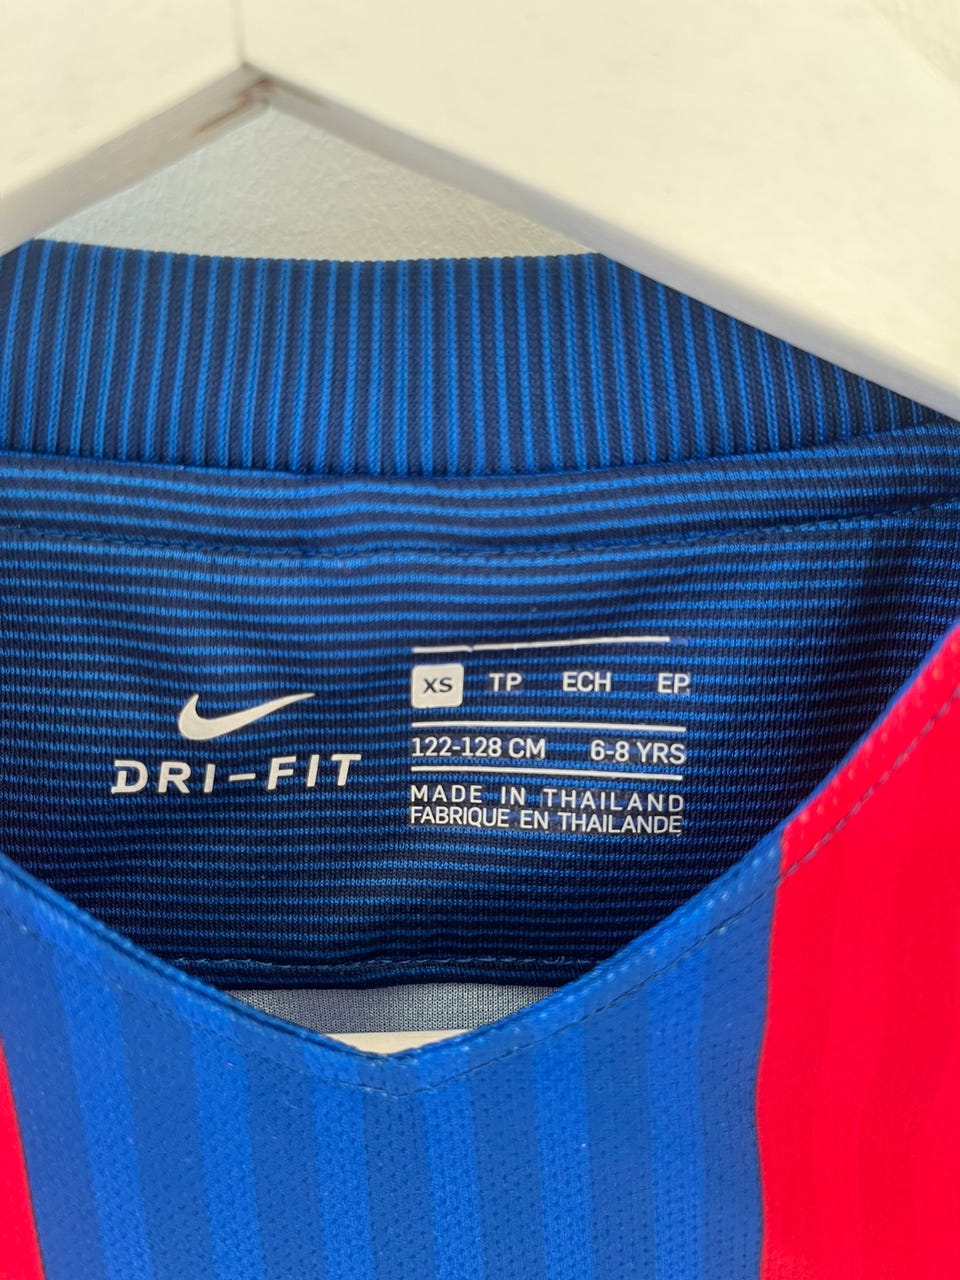 DRI-FIT
XS TP ECH EP
122-128 CM 6-8 YRS
MADE IN THAILAND
FABRIQUE EN THAILANDE